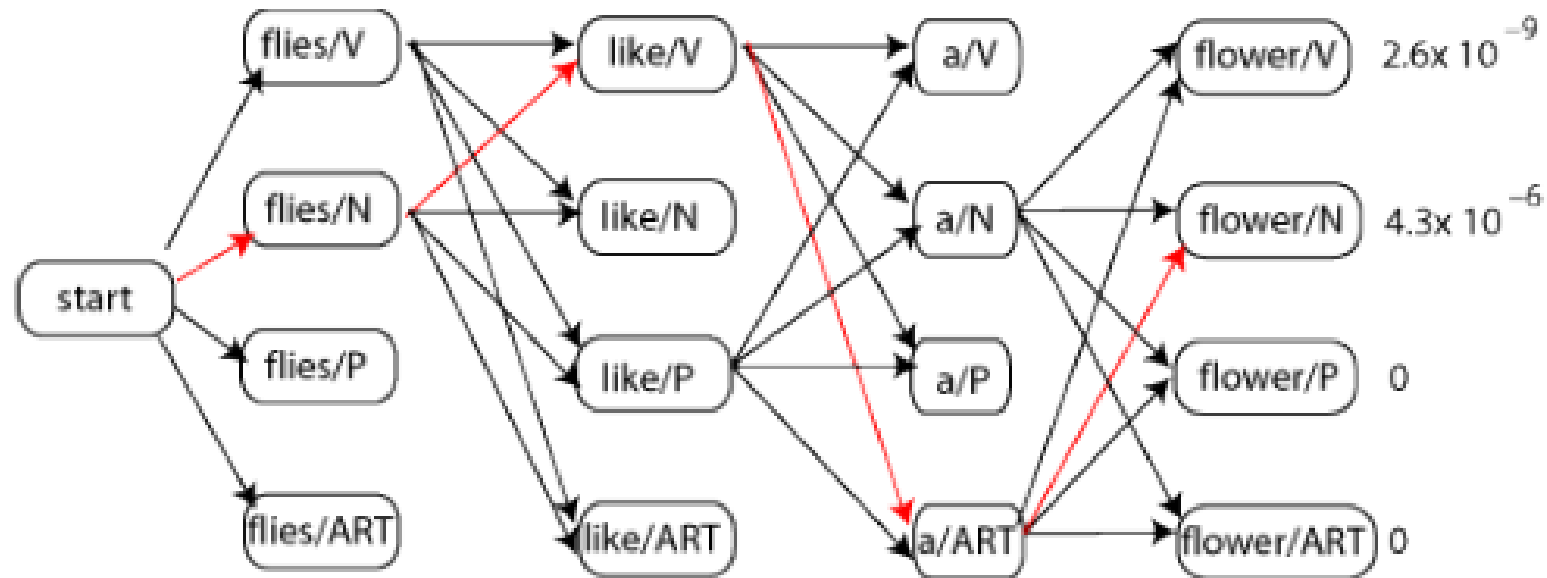 flies/V like/V a/V flower/V 2.6x 10 ⁻⁹
flies/N like/N a/N flower/N 4.3x 10 ⁻⁶
start
flies/P like/P a/P flower/P 0
flies/ART like/ART a/ART flower/ART 0